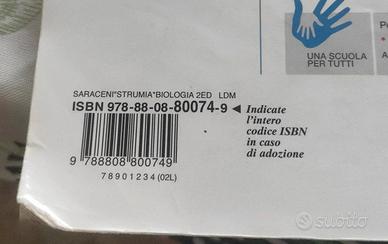 UNA SCUOLA
PER TUTTI
SARACENI*STRUMIA*BIOLOGIA 2ED LDM
ISBN 978-88-08-80074-9
Indicate
l'intero
codice ISBN
in caso
di adozione
9 788808 800749
78901234 (02L)
Subito